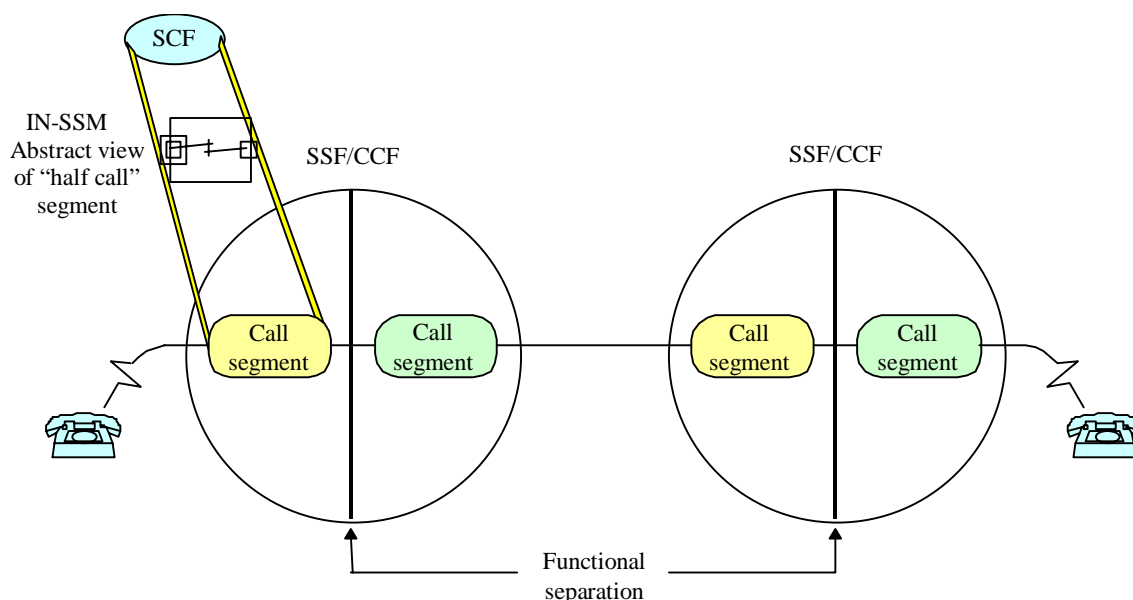 SCF
IN-SSM
Abstract view
of “half call”
segment
SSF/CCF
SSF/CCF
Call
segment
Call
segment
Call
segment
Call
segment
Functional
separation